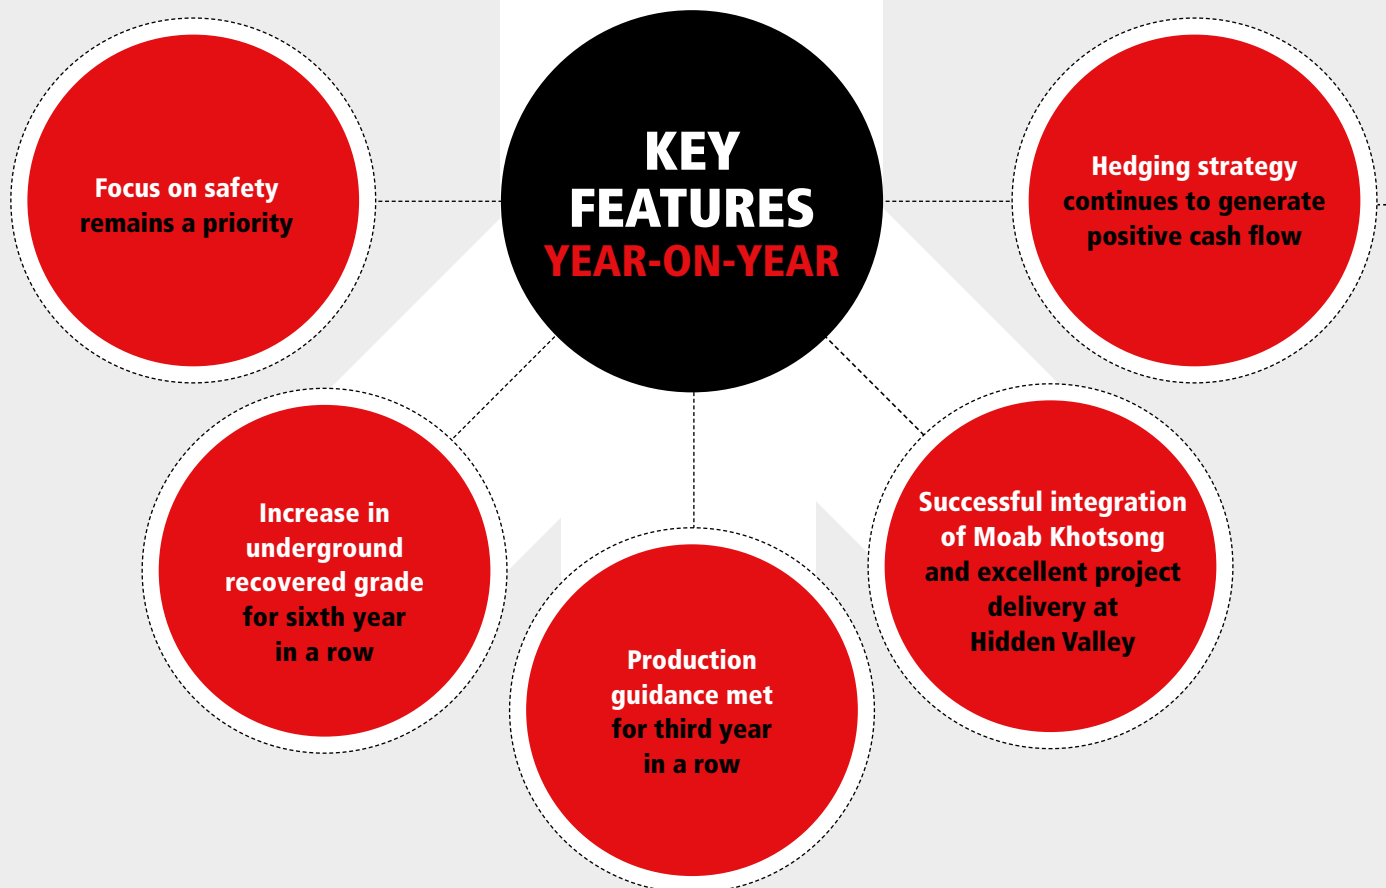 KEY
FEATURES
YEAR-ON-YEAR
Focus on safety
remains a priority
Increase in
underground
recovered grade
for sixth year
in a row
Production
guidance met
for third year
in a row
Successful integration
of Moab Khotsong
and excellent project
delivery at
Hidden Valley
Hedging strategy
continues to generate
positive cash flow